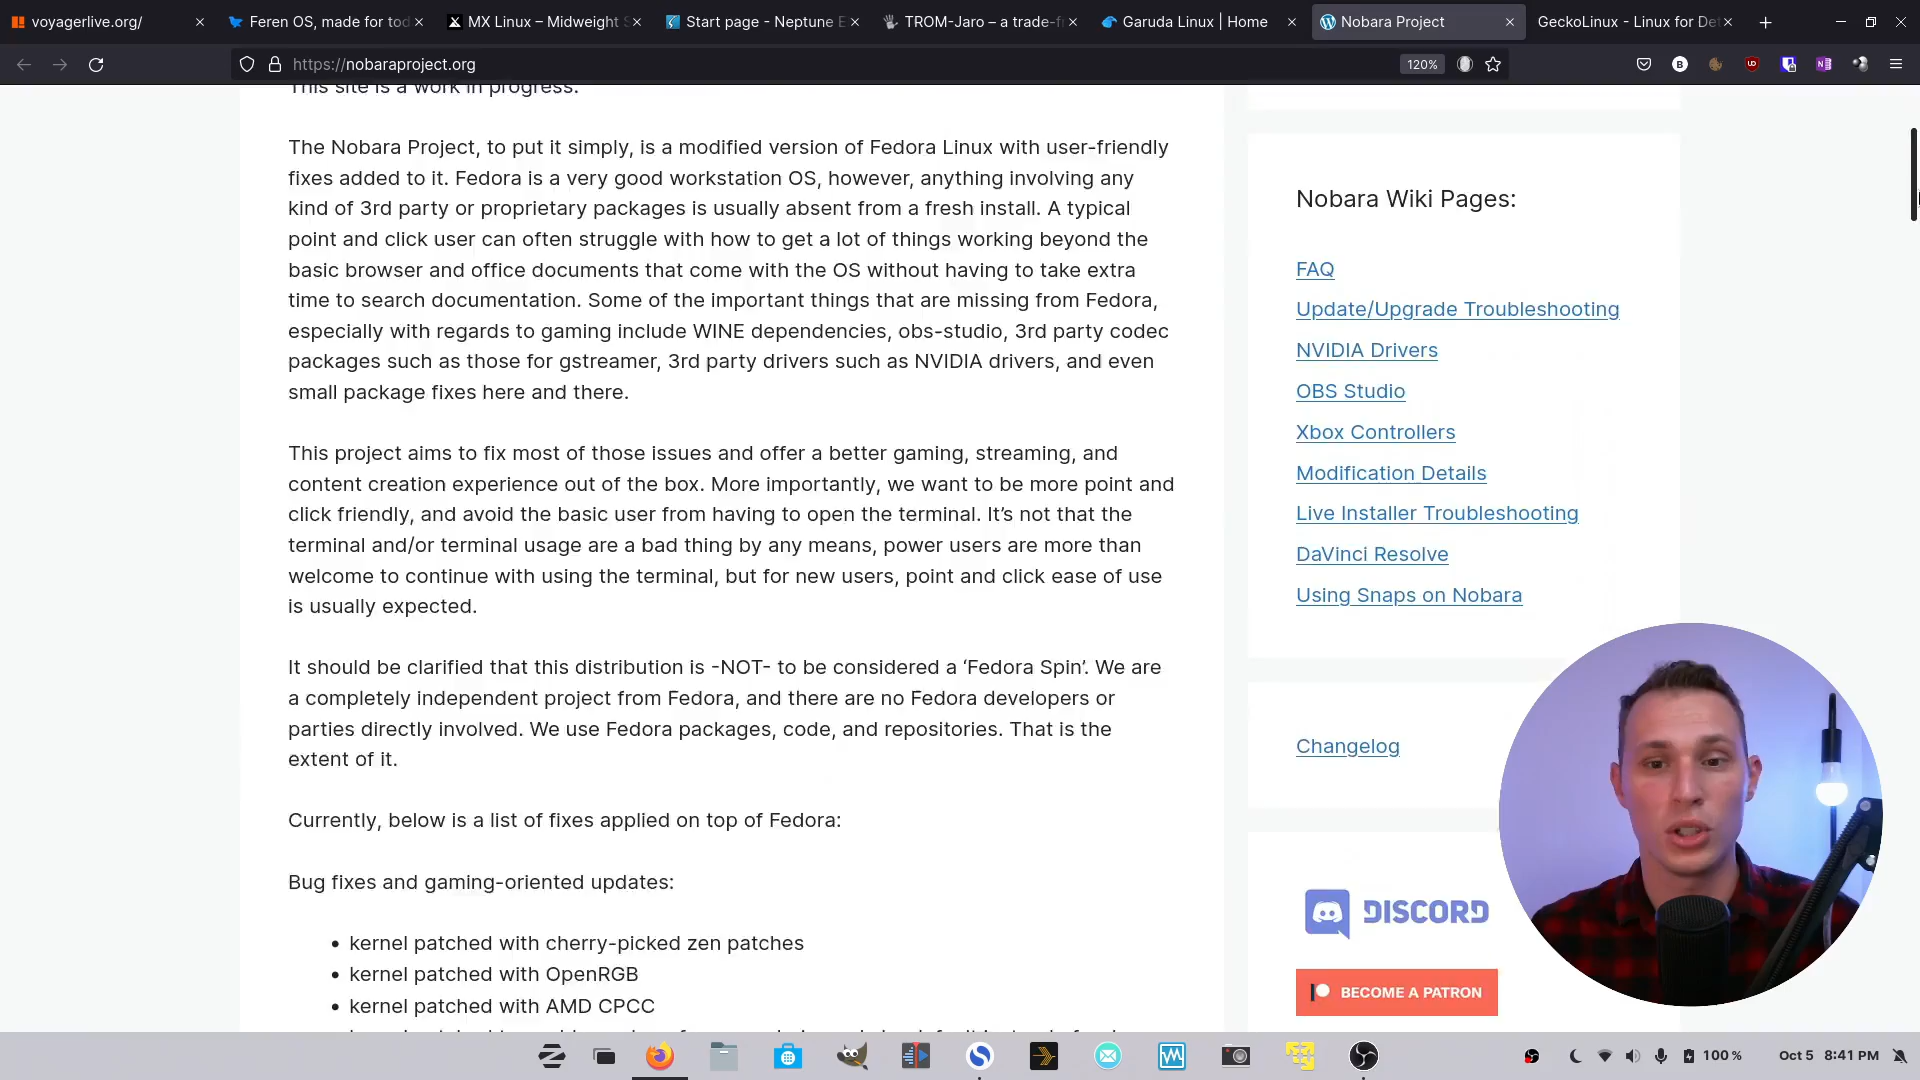 voyagerlive.org/
Feren OS, made for tod
MX Linux – Midweight S
Start page - Neptune E
TROM-Jaro – a trade-f
Garuda Linux | Home
Nobara Project
GeckoLinux - Linux for Det
https://nobaraproject.org
120%
This site is a work in progress.
The Nobara Project, to put it simply, is a modified version of Fedora Linux with user-friendly
fixes added to it. Fedora is a very good workstation OS, however, anything involving any
kind of 3rd party or proprietary packages is usually absent from a fresh install. A typical
point and click user can often struggle with how to get a lot of things working beyond the
basic browser and office documents that come with the OS without having to take extra
time to search documentation. Some of the important things that are missing from Fedora,
especially with regards to gaming include WINE dependencies, obs-studio, 3rd party codec
packages such as those for gstreamer, 3rd party drivers such as NVIDIA drivers, and even
small package fixes here and there.
This project aims to fix most of those issues and offer a better gaming, streaming, and
content creation experience out of the box. More importantly, we want to be more point and
click friendly, and avoid the basic user from having to open the terminal. It’s not that the
terminal and/or terminal usage are a bad thing by any means, power users are more than
welcome to continue with using the terminal, but for new users, point and click ease of use
is usually expected.
It should be clarified that this distribution is -NOT- to be considered a ‘Fedora Spin’. We are
a completely independent project from Fedora, and there are no Fedora developers or
parties directly involved. We use Fedora packages, code, and repositories. That is the
extent of it.
Currently, below is a list of fixes applied on top of Fedora:
Bug fixes and gaming-oriented updates:
• kernel patched with cherry-picked zen patches
• kernel patched with OpenRGB
• kernel patched with AMD CPCC
Nobara Wiki Pages:
FAQ
Update/Upgrade Troubleshooting
NVIDIA Drivers
OBS Studio
Xbox Controllers
Modification Details
Live Installer Troubleshooting
DaVinci Resolve
Using Snaps on Nobara
Changelog
DISCORD
BECOME A PATRON
100 %
Oct 5 8:41 PM